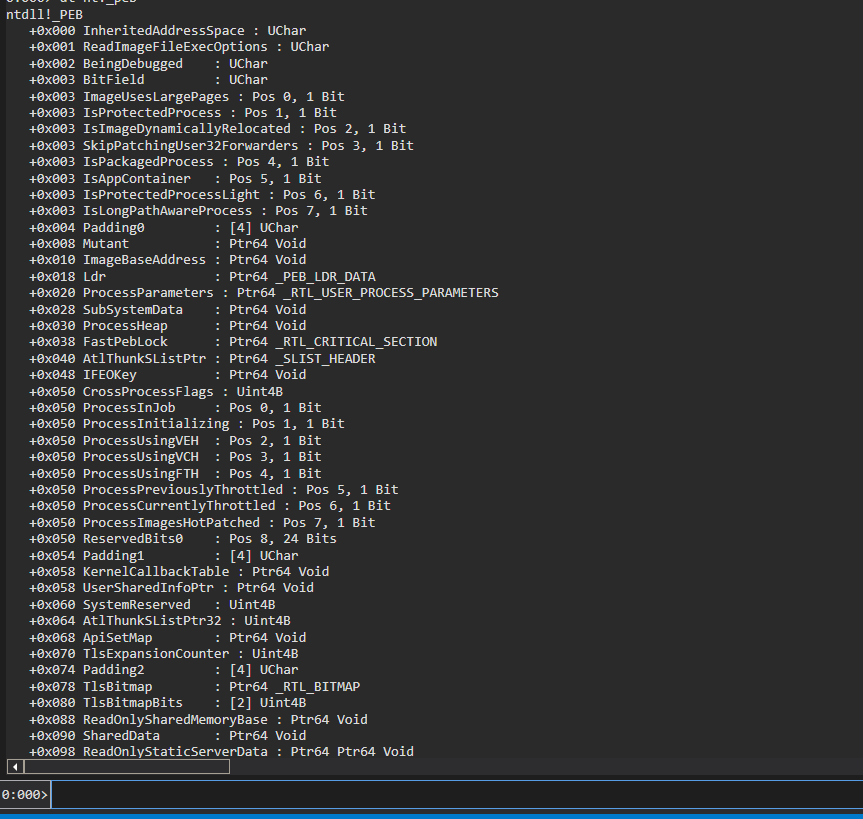 ntdll!_PEB
   +0x000 InheritedAddressSpace : UChar
   +0x001 ReadImageFileExecOptions : UChar
   +0x002 BeingDebugged    : UChar
   +0x003 BitField         : UChar
   +0x003 ImageUsesLargePages : Pos 0, 1 Bit
   +0x003 IsProtectedProcess : Pos 1, 1 Bit
   +0x003 IsImageDynamicallyRelocated : Pos 2, 1 Bit
   +0x003 SkipPatchingUser32Forwarders : Pos 3, 1 Bit
   +0x003 IsPackagedProcess : Pos 4, 1 Bit
   +0x003 IsAppContainer   : Pos 5, 1 Bit
   +0x003 IsProtectedProcessLight : Pos 6, 1 Bit
   +0x003 IsLongPathAwareProcess : Pos 7, 1 Bit
   +0x004 Padding0         : [4] UChar
   +0x008 Mutant           : Ptr64 Void
   +0x010 ImageBaseAddress : Ptr64 Void
   +0x018 Ldr              : Ptr64 _PEB_LDR_DATA
   +0x020 ProcessParameters : Ptr64 _RTL_USER_PROCESS_PARAMETERS
   +0x028 SubSystemData    : Ptr64 Void
   +0x030 ProcessHeap      : Ptr64 Void
   +0x038 FastPebLock      : Ptr64 _RTL_CRITICAL_SECTION
   +0x040 AtlThunkSListPtr : Ptr64 _SLIST_HEADER
   +0x048 IFEOKey          : Ptr64 Void
   +0x050 CrossProcessFlags : Uint4B
   +0x050 ProcessInJob     : Pos 0, 1 Bit
   +0x050 ProcessInitializing : Pos 1, 1 Bit
   +0x050 ProcessUsingVEH  : Pos 2, 1 Bit
   +0x050 ProcessUsingVCH  : Pos 3, 1 Bit
   +0x050 ProcessUsingFTH  : Pos 4, 1 Bit
   +0x050 ProcessPreviouslyThrottled : Pos 5, 1 Bit
   +0x050 ProcessCurrentlyThrottled : Pos 6, 1 Bit
   +0x050 ProcessImagesHotPatched : Pos 7, 1 Bit
   +0x050 ReservedBits0    : Pos 8, 24 Bits
   +0x054 Padding1         : [4] UChar
   +0x058 KernelCallbackTable : Ptr64 Void
   +0x058 UserSharedInfoPtr : Ptr64 Void
   +0x060 SystemReserved   : Uint4B
   +0x064 AtlThunkSListPtr32 : Uint4B
   +0x068 ApiSetMap        : Ptr64 Void
   +0x070 TlsExpansionCounter : Uint4B
   +0x074 Padding2         : [4] UChar
   +0x078 TlsBitmap        : Ptr64 _RTL_BITMAP
   +0x080 TlsBitmapBits    : [2] Uint4B
   +0x088 ReadOnlySharedMemoryBase : Ptr64 Void
   +0x090 SharedData       : Ptr64 Void
   +0x098 ReadOnlyStaticServerData : Ptr64 Ptr64 Void
0:000>